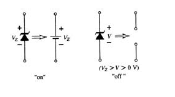 + +
V_Z V_Z
− −
+
V
−
(V_Z > V > 0 V)
"on" "off"